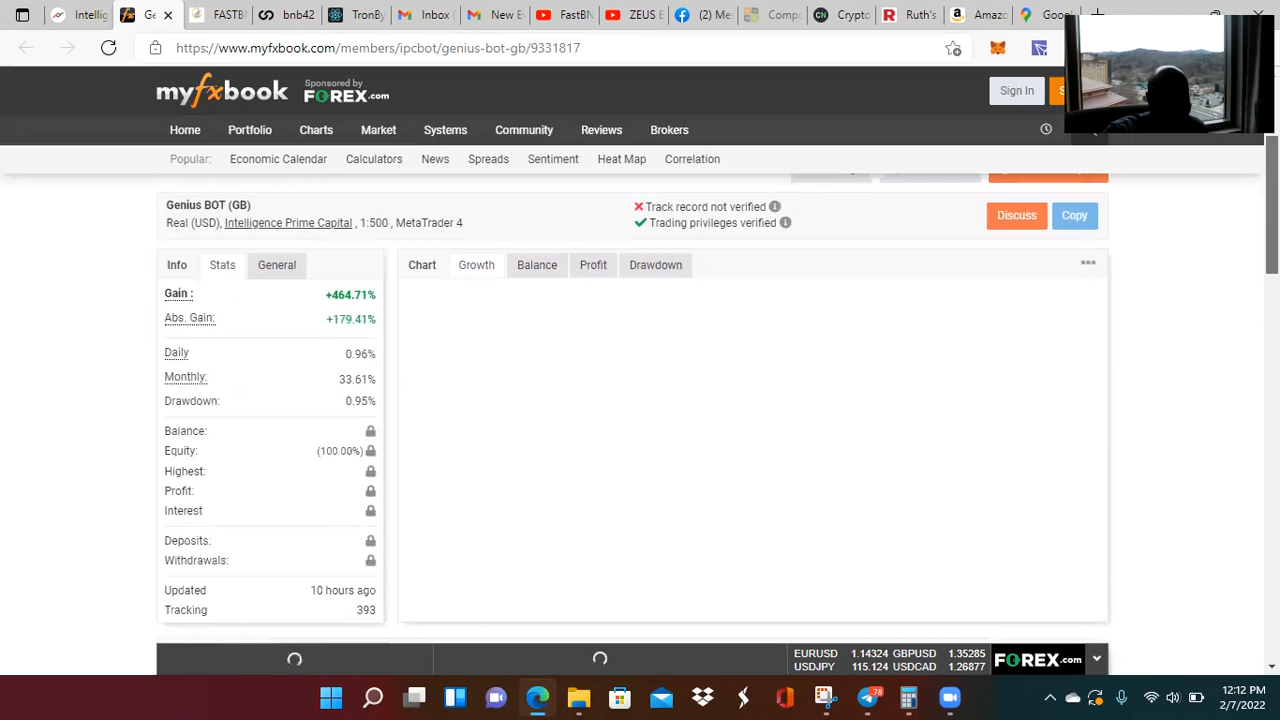 Intellig
Fx
bnb42
Tronb
Inbox (
New E
FastBN
ZEUS E
(2) Me
Comp
Crypto
Ruth's
Amaz
Goo
https://www.myfxbook.com/members/ipcbot/genius-bot-gb/9331817
myfxbook Sponsored by FOREX.com
Sign In S
Home Portfolio Charts Market Systems Community Reviews Brokers
Popular: Economic Calendar Calculators News Spreads Sentiment Heat Map Correlation
Genius BOT (GB)
Real (USD), Intelligence Prime Capital , 1:500 , MetaTrader 4
Track record not verified
Trading privileges verified
Discuss Copy
Info Stats General
Chart Growth Balance Profit Drawdown
Gain : +464.71%
Abs. Gain: +179.41%
Daily 0.96%
Monthly: 33.61%
Drawdown: 0.95%
Balance:
Equity: (100.00%)
Highest:
Profit:
Interest
Deposits:
Withdrawals:
Updated 10 hours ago
Tracking 393
EURUSD 1.14324 GBPUSD 1.35285
USDJPY 115.124 USDCAD 1.26877
FOREX.com
78
12:12 PM
2/7/2022